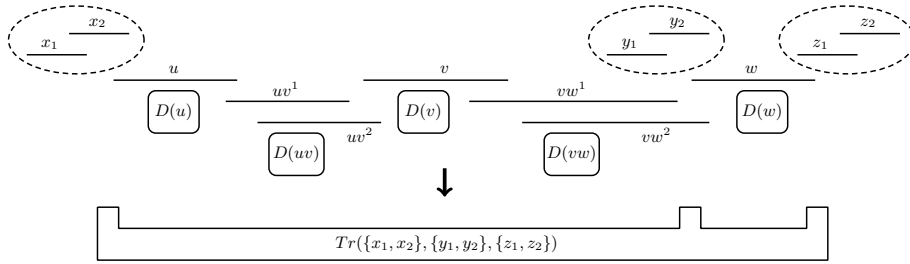 x₂ y₂ z₂
x₁ y₁ z₁
u v w
uv¹ vw¹
D(u) D(v) D(w)
uv² vw²
D(uv) D(vw)
Tr({x₁, x₂}, {y₁, y₂}, {z₁, z₂})